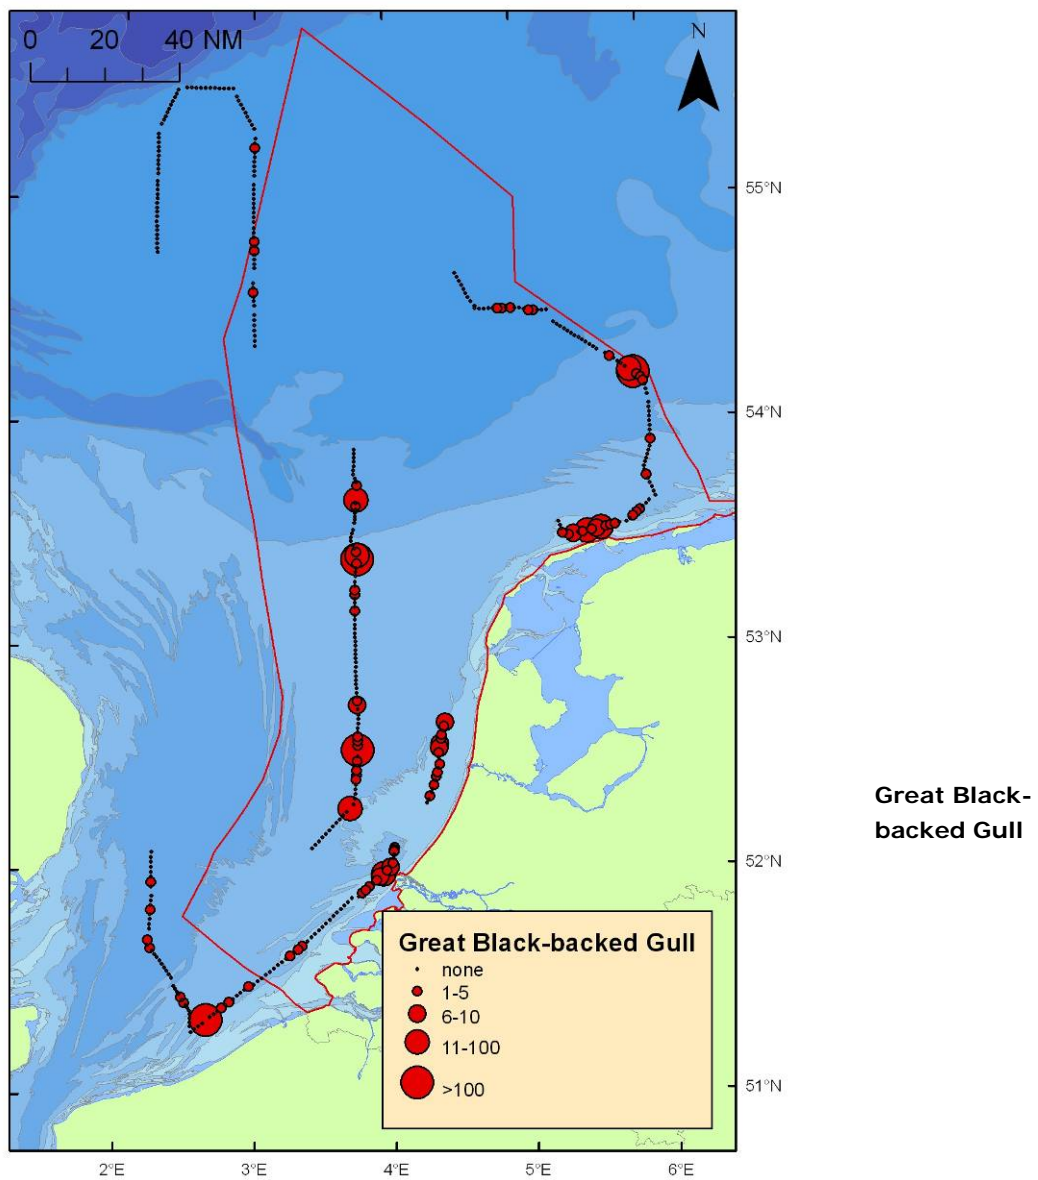 0 20 40 NM
N
55°N
54°N
53°N
Great Black-
backed Gull
52°N
Great Black-backed Gull
none
1-5
6-10
11-100
>100
51°N
2°E 3°E 4°E 5°E 6°E